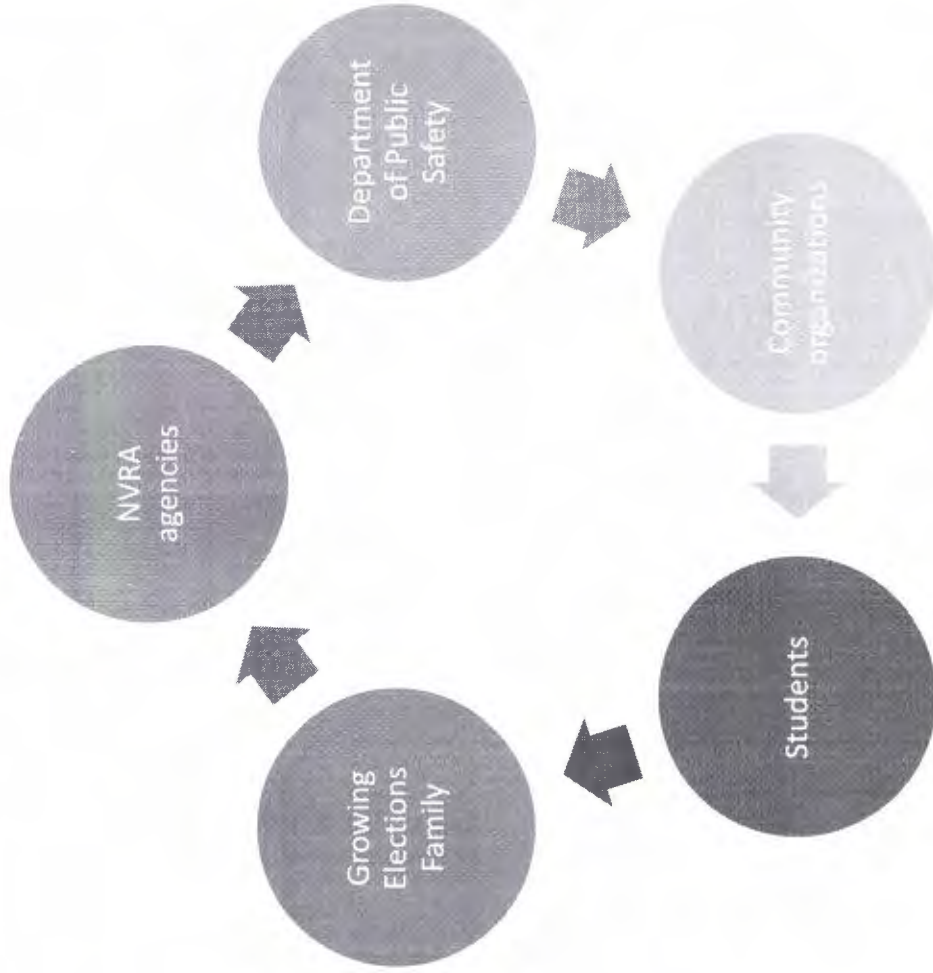 NVRA
agencies
Department
of Public
Safety
Community
organizations
Students
Growing
Elections
Family